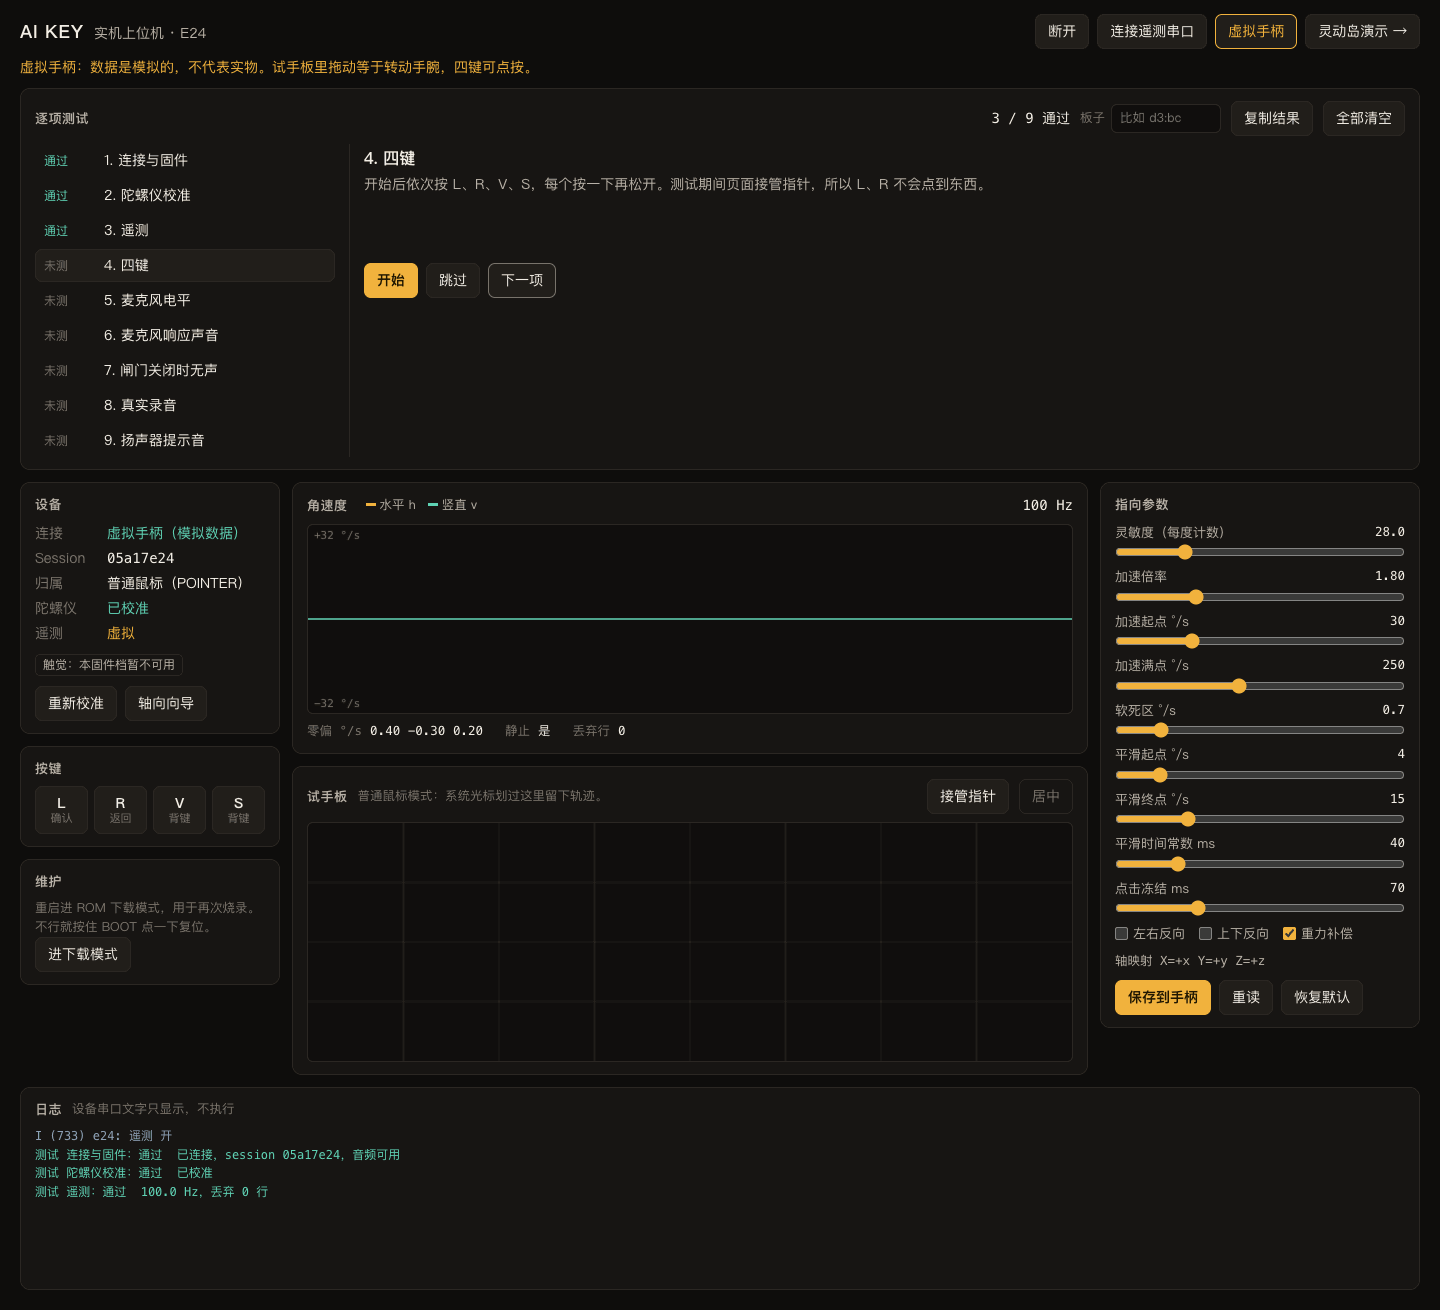 AI KEY 实机上位机 · E24
断开 连接遥测串口 虚拟手柄 灵动岛演示 →
虚拟手柄：数据是模拟的，不代表实物。试手板里拖动等于转动手腕，四键可点按。
逐项测试
3 / 9 通过 板子 比如 d3:bc 复制结果 全部清空
通过 1. 连接与固件
通过 2. 陀螺仪校准
通过 3. 遥测
未测 4. 四键
未测 5. 麦克风电平
未测 6. 麦克风响应声音
未测 7. 闸门关闭时无声
未测 8. 真实录音
未测 9. 扬声器提示音
4. 四键
开始后依次按 L、R、V、S，每个按一下再松开。测试期间页面接管指针，所以 L、R 不会点到东西。
开始 跳过 下一项
设备
连接 虚拟手柄（模拟数据）
Session 05a17e24
归属 普通鼠标（POINTER）
陀螺仪 已校准
遥测 虚拟
触觉：本固件档暂不可用
重新校准 轴向向导
按键
L 确认
R 返回
V 背键
S 背键
维护
重启进 ROM 下载模式，用于再次烧录。
不行就按住 BOOT 点一下复位。
进下载模式
角速度 水平 h 竖直 v 100 Hz
+32 °/s
−32 °/s
零偏 °/s 0.40 −0.30 0.20 静止 是 丢弃行 0
试手板 普通鼠标模式：系统光标划过这里留下轨迹。 接管指针 居中
指向参数
灵敏度（每度计数） 28.0
加速倍率 1.80
加速起点 °/s 30
加速满点 °/s 250
软死区 °/s 0.7
平滑起点 °/s 4
平滑终点 °/s 15
平滑时间常数 ms 40
点击冻结 ms 70
左右反向 上下反向 重力补偿
轴映射 X=+x Y=+y Z=+z
保存到手柄 重读 恢复默认
日志 设备串口文字只显示，不执行
I (733) e24: 遥测 开
测试 连接与固件：通过 已连接，session 05a17e24，音频可用
测试 陀螺仪校准：通过 已校准
测试 遥测：通过 100.0 Hz，丢弃 0 行